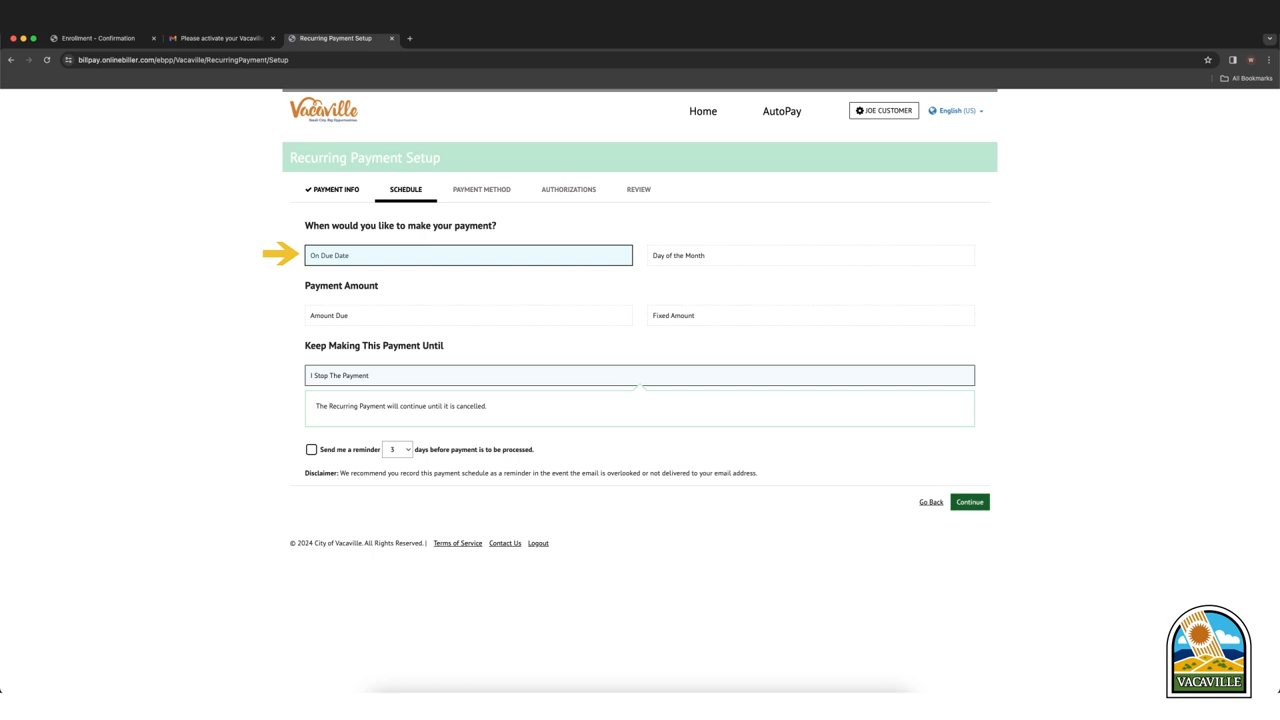 Enrollment - Confirmation
Please activate your Vacavill
Recurring Payment Setup
billpay.onlinebiller.com/ebpp/Vacaville/RecurringPayment/Setup
W
All Bookmarks
Vacaville
Small City. Big Opportunities.
Home
AutoPay
JOE CUSTOMER
English (US)
Recurring Payment Setup
PAYMENT INFO
SCHEDULE
PAYMENT METHOD
AUTHORIZATIONS
REVIEW
When would you like to make your payment?
On Due Date
Day of the Month
Payment Amount
Amount Due
Fixed Amount
Keep Making This Payment Until
I Stop The Payment
The Recurring Payment will continue until it is cancelled.
Send me a reminder 3 days before payment is to be processed.
Disclaimer: We recommend you record this payment schedule as a reminder in the event the email is overlooked or not delivered to your email address.
Go Back
Continue
© 2024 City of Vacaville. All Rights Reserved. | Terms of Service Contact Us Logout
VACAVILLE